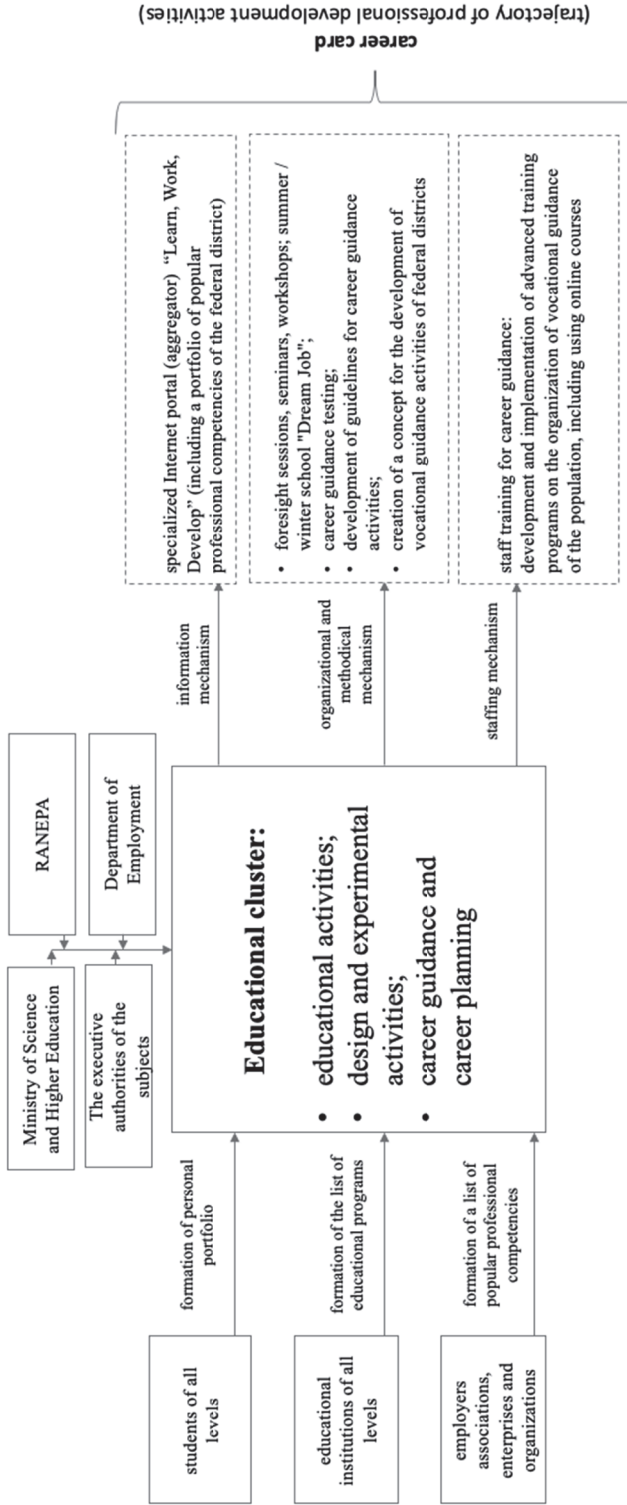 Ministry of Science
and Higher Education
RANEPA
The executive
authorities of the
subjects
Department of
Employment
students of all
levels
formation of personal
portfolio
educational
institutions of all
levels
formation of the list of
educational programs
employers
associations,
enterprises and
organizations
formation of a list of
popular professional
competencies
Educational cluster:
• educational activities;
• design and experimental
activities;
• career guidance and
career planning
information
mechanism
organizational and
methodical
mechanism
staffing mechanism
specialized Internet portal (aggregator) “Learn, Work,
Develop” (including a portfolio of popular
professional competencies of the federal district)
• foresight sessions, seminars, workshops; summer /
winter school "Dream Job";
• career guidance testing;
• development of guidelines for career guidance
activities;
• creation of a concept for the development of
vocational guidance activities of federal districts
staff training for career guidance:
development and implementation of advanced training
programs on the organization of vocational guidance
of the population, including using online courses
career card
(trajectory of professional development activities)